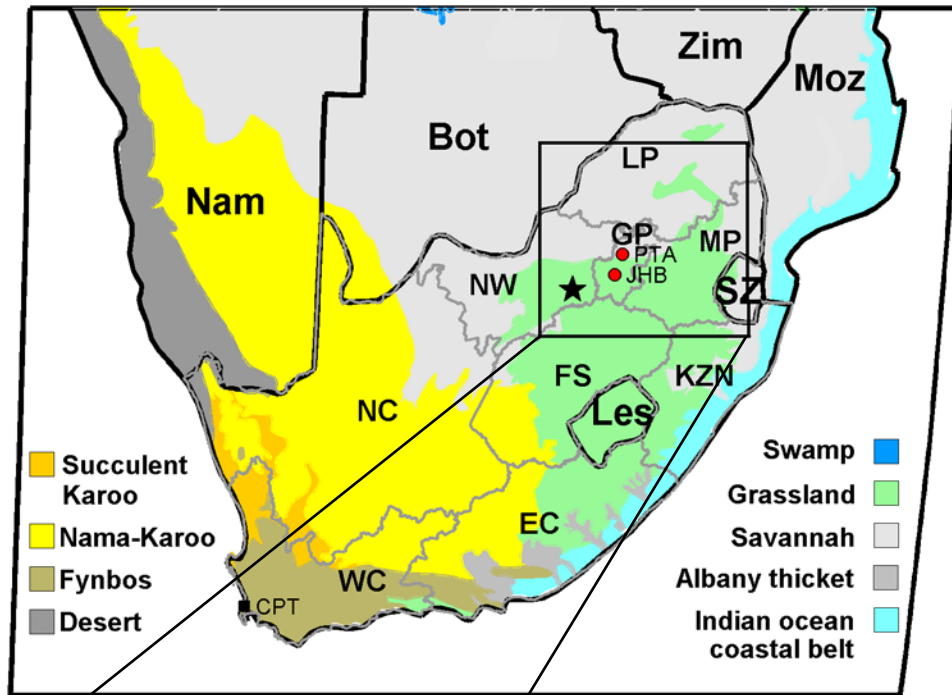 Zim
Moz
Bot
LP
Nam
GP
MP
PTA
NW
JHB
SZ
FS
KZN
NC
Les
Succulent
Karoo
Nama-Karoo
Fynbos
Desert
EC
WC
CPT
Swamp
Grassland
Savannah
Albany thicket
Indian ocean
coastal belt